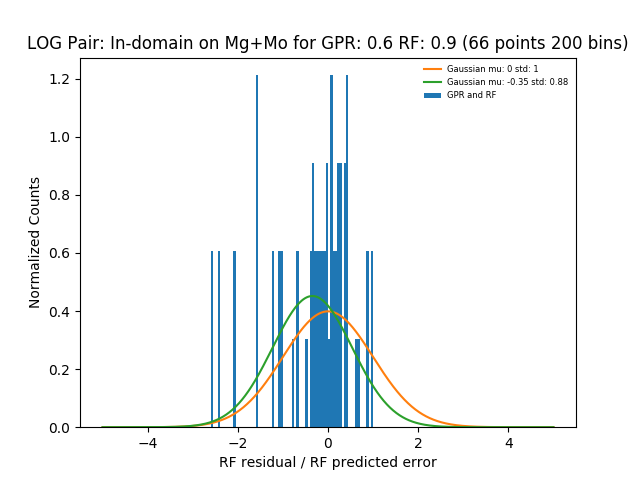 LOG Pair: In-domain on Mg+Mo for GPR: 0.6 RF: 0.9 (66 points 200 bins)
Gaussian mu: 0 std: 1
Gaussian mu: -0.35 std: 0.88
GPR and RF
Normalized Counts
1.2
1.0
0.8
0.6
0.4
0.2
0.0
−4 −2 0 2 4
RF residual / RF predicted error